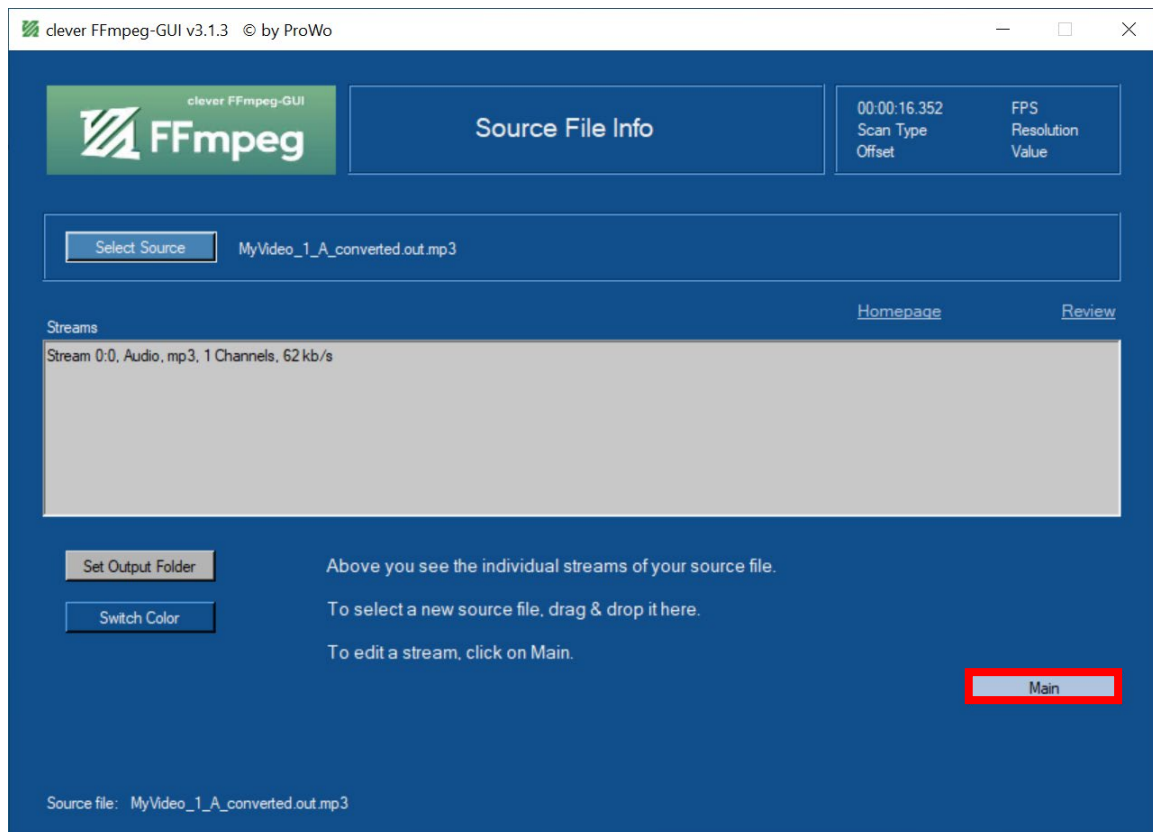 clever FFmpeg-GUI v3.1.3 © by ProWo
clever FFmpeg-GUI
FFmpeg
Source File Info
00:00:16.352 FPS
Scan Type Resolution
Offset Value
Select Source MyVideo_1_A_converted.out.mp3
Homepage Review
Streams
Stream 0:0, Audio, mp3, 1 Channels, 62 kb/s
Set Output Folder
Switch Color
Above you see the individual streams of your source file.
To select a new source file, drag & drop it here.
To edit a stream, click on Main.
Main
Source file: MyVideo_1_A_converted.out.mp3